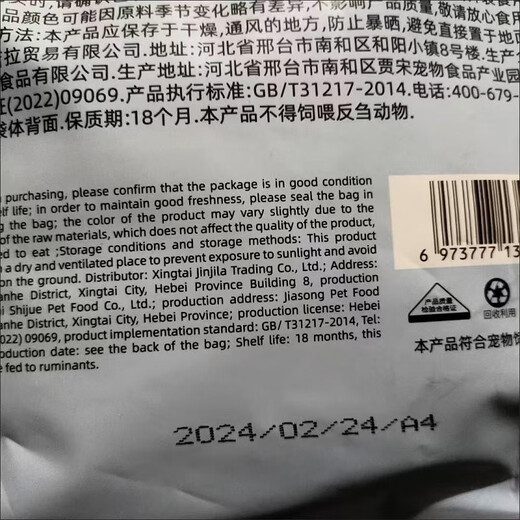 品颜色可能因原料季节变化略有差异,不影响产品质量,敬请放心食用
方法:本产品应保存于干燥,通风的地方,防止暴晒,避免直接置于地面
拉贸易有限公司.地址:河北省邢台市南和区和阳小镇8号楼.生产
食品有限公司.生产地址:河北省邢台市南和区贾宋宠物食品产业园
证(2022)09069.产品执行标准:GB/T31217-2014.电话:400-679-
袋体背面.保质期:18个月.本产品不得饲喂反刍动物.
purchasing, please confirm that the package is in good condition
elf life; in order to maintain good freshness, please seal the bag in
g the bag; the color of the product may vary slightly due to the
of the raw materials, which does not affect the quality of the product,
ed to eat ;Storage conditions and storage methods: This product
a dry and ventilated place to prevent exposure to sunlight and avoid
on the ground. Distributor: Xingtai Jinjila Trading Co., Ltd.; Address:
anhe District, Xingtai City, Hebei Province Building 8, production
ai Shijue Pet Food Co., Ltd.; production address: Jiasong Pet Food
anhe District, Xingtai City, Hebei Province; production license: Hebei
022) 09069, product implementation standard: GB/ T31217-2014, Tel:
roduction date: see the back of the bag; Shelf life: 18 months, this
e fed to ruminants.
6 973777 13
产品质量
检验合格证
回收利用
本产品符合宠物饲
2024/02/24/A4